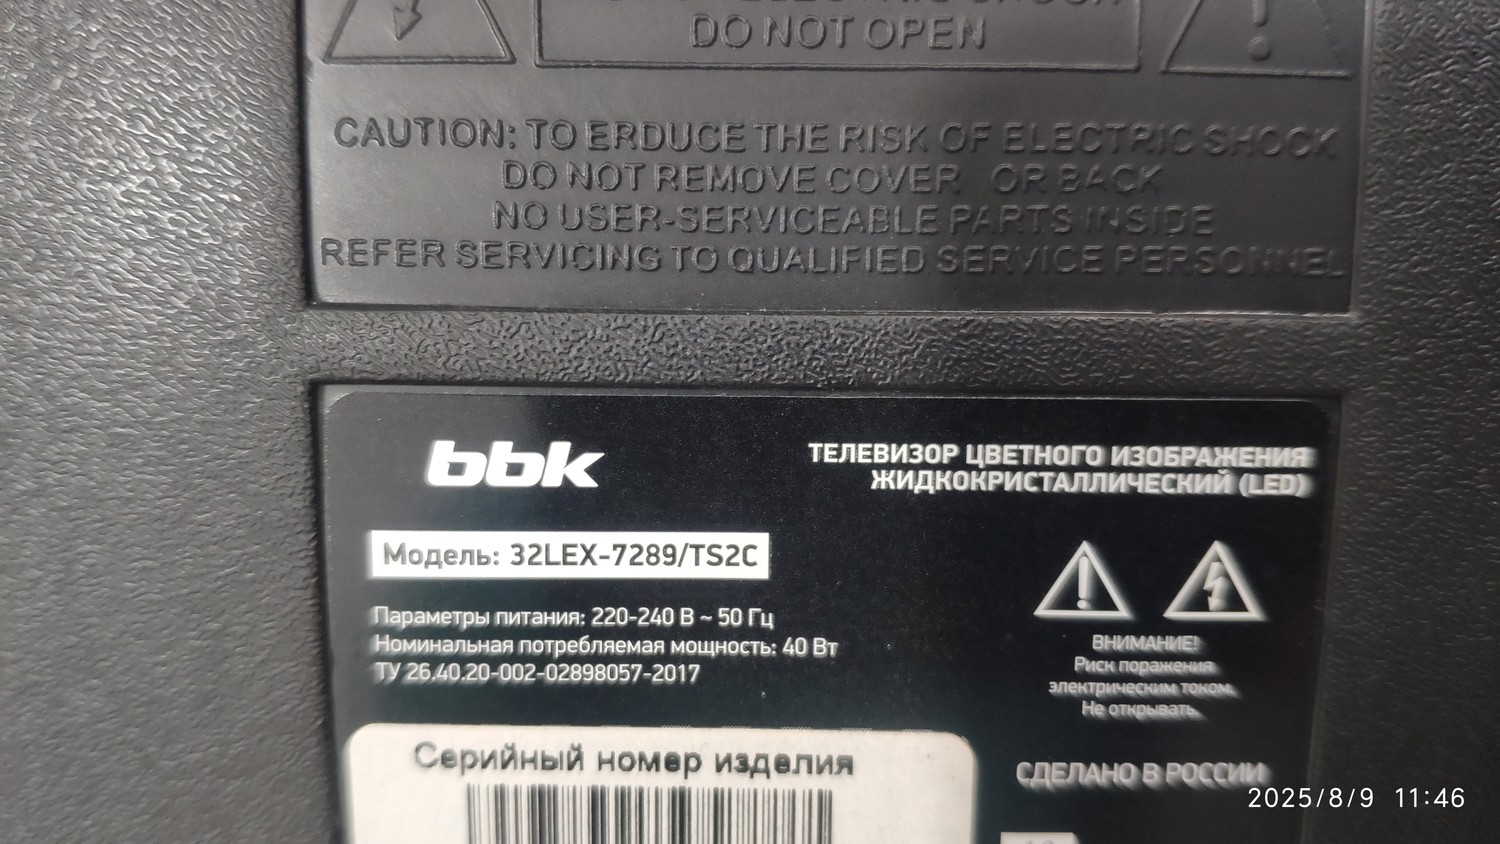 DO NOT OPEN
CAUTION: TO ERDUCE THE RISK OF ELECTRIC SHOCK
DO NOT REMOVE COVER OR BACK
NO USER-SERVICEABLE PARTS INSIDE
REFER SERVICING TO QUALIFIED SERVICE PERSONNEL
bbk
ТЕЛЕВИЗОР ЦВЕТНОГО ИЗОБРАЖЕНИЯ
ЖИДКОКРИСТАЛЛИЧЕСКИЙ (LED)
Модель: 32LEX-7289/TS2C
Параметры питания: 220-240 В ~ 50 Гц
Номинальная потребляемая мощность: 40 Вт
ТУ 26.40.20-002-02898057-2017
ВНИМАНИЕ!
Риск поражения
электрическим током.
Не открывать.
Серийный номер изделия
СДЕЛАНО В РОССИИ
2025/8/9 11:46